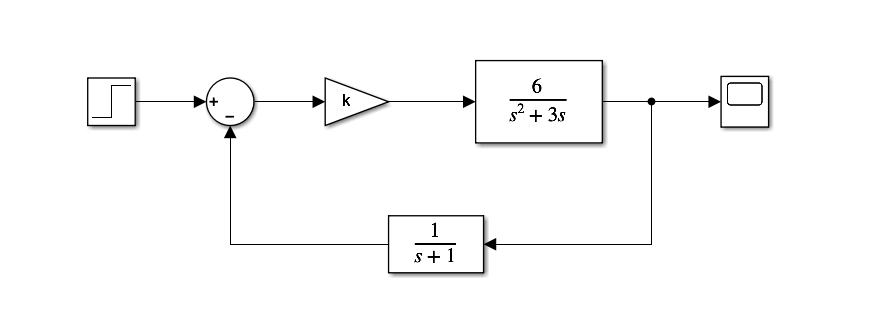 +
−
k
6
s² + 3s
1
s + 1